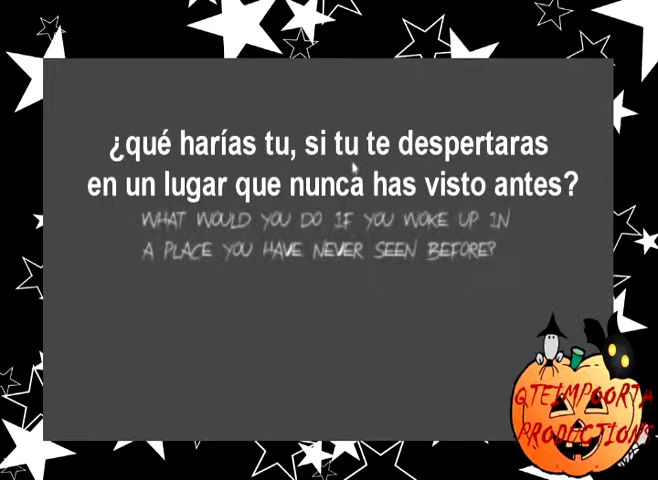 ¿qué harías tu, si tu te despertaras
en un lugar que nunca has visto antes?
WHAT WOULD YOU DO IF YOU WOKE UP IN
A PLACE YOU HAVE NEVER SEEN BEFORE?
QTEIMPOORTA
PRODUCTIONS